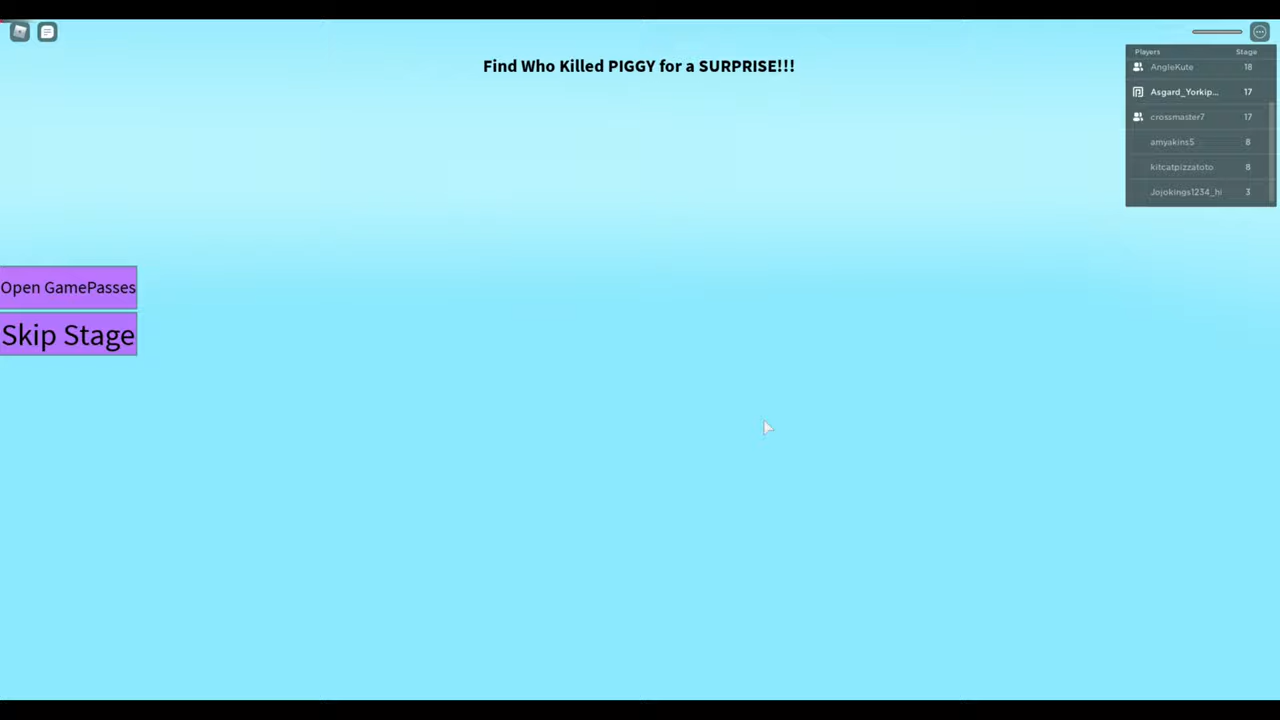 Find Who Killed PIGGY for a SURPRISE!!!
Players Stage
AngleKute 18
Asgard_Yorkip... 17
crossmaster7 17
amyakins5 8
kitcatpizzatoto 8
Jojokings1234_hi 3
Open GamePasses
Skip Stage